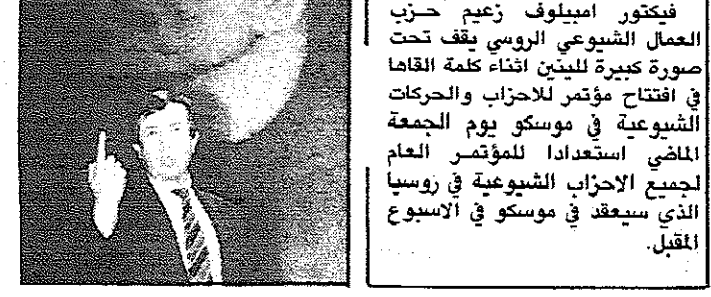 فيكتور امبيلوف زعيم حزب
العمال الشيوعي الروسي يقف تحت
صورة كبيرة للينين اثناء كلمة القاها
في افتتاح مؤتمر للاحزاب والحركات
الشيوعية في موسكو يوم الجمعة
الماضي استعدادا للمؤتمر العام
لجميع الاحزاب الشيوعية في روسيا
الذي سيعقد في موسكو في الاسبوع
المقبل.